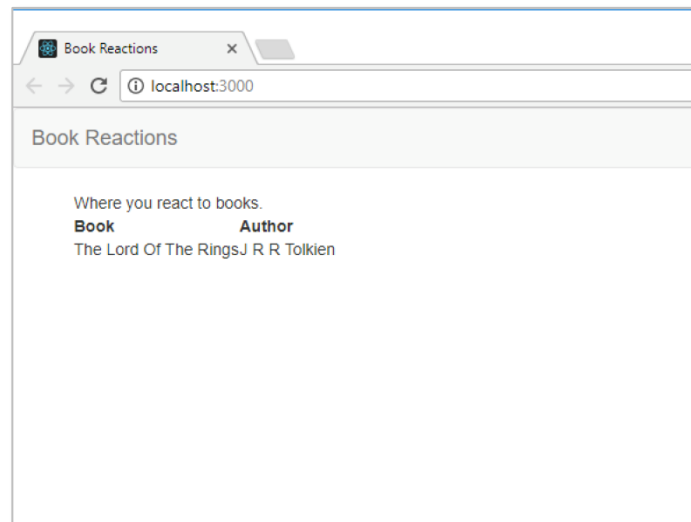 Book Reactions
localhost:3000
Book Reactions
Where you react to books.
Book Author
The Lord Of The RingsJ R R Tolkien